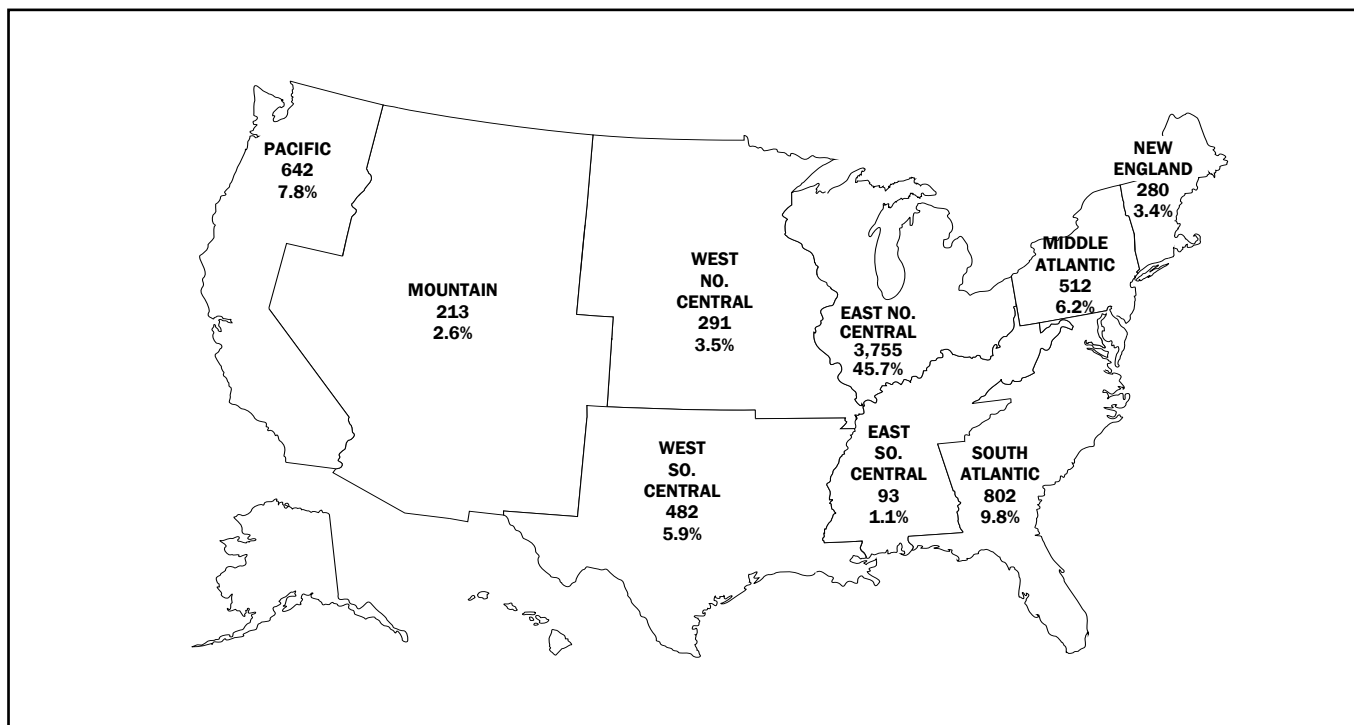 PACIFIC
642
7.8%
MOUNTAIN
213
2.6%
WEST
NO.
CENTRAL
291
3.5%
EAST NO.
CENTRAL
3,755
45.7%
NEW
ENGLAND
280
3.4%
MIDDLE
ATLANTIC
512
6.2%
WEST
SO.
CENTRAL
482
5.9%
EAST
SO.
CENTRAL
93
1.1%
SOUTH
ATLANTIC
802
9.8%